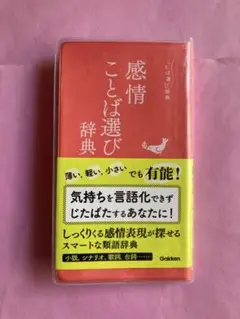 ことば選び辞典
感情
ことば選び
辞典
薄い、軽い、小さいでも有能!
気持ちを言語化できず
じたばたするあなたに!
しっくりくる感情表現が探せる
スマートな類語辞典
小説、シナリオ、歌詞、台詞……
Gakken